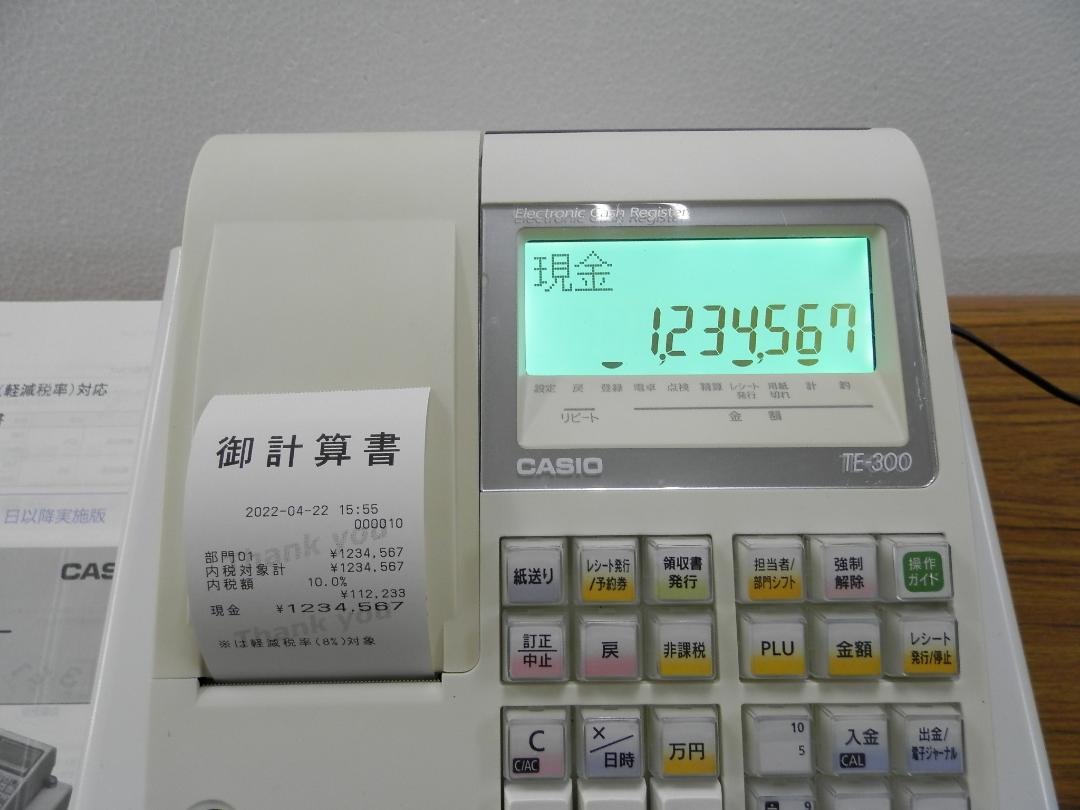 Electronic Cash Register
現金
1,234,567
設定 戻 登録 電卓 点検 精算 レシート発行 用紙切れ 計 釣
リピート 金額
CASIO TE-300
(軽減税率)対応
日以降実施版
CAS
御計算書
2022-04-22 15:55
000010
Thank you
部門01 ¥1234,567
内税対象計 ¥1234,567
内税額 10.0%
¥112,233
現金 ¥1234,567
Thank you
※は軽減税率(8%)対象
紙送り
レシート発行/予約券
領収書発行
担当者/部門シフト
強制解除
操作ガイド
訂正/中止
戻
非課税
PLU
金額
レシート発行/停止
C
C/AC
×/日時
万円
10
5
入金
CAL
出金/電子ジャーナル
9